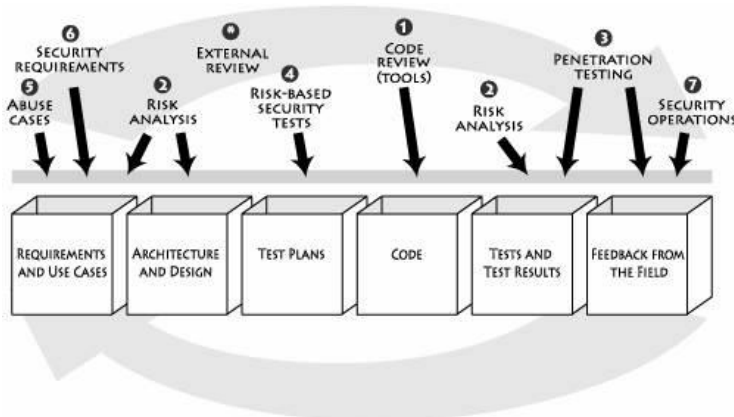 6
SECURITY
REQUIREMENTS
5
ABUSE
CASES
2
RISK
ANALYSIS
*
EXTERNAL
REVIEW
4
RISK-BASED
SECURITY
TESTS
1
CODE
REVIEW
(TOOLS)
2
RISK
ANALYSIS
3
PENETRATION
TESTING
7
SECURITY
OPERATIONS
REQUIREMENTS
AND USE CASES
ARCHITECTURE
AND DESIGN
TEST PLANS
CODE
TESTS AND
TEST RESULTS
FEEDBACK FROM
THE FIELD